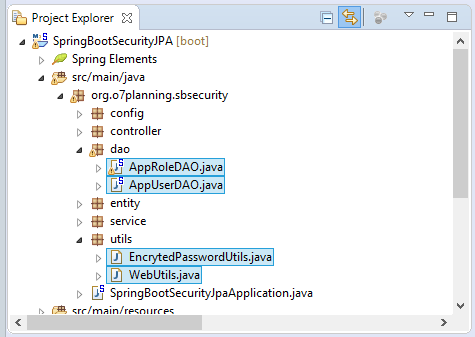 Project Explorer
SpringBootSecurityJPA [boot]
Spring Elements
src/main/java
org.o7planning.sbsecurity
config
controller
dao
AppRoleDAO.java
AppUserDAO.java
entity
service
utils
EncrytedPasswordUtils.java
WebUtils.java
SpringBootSecurityJpaApplication.java
src/main/resources